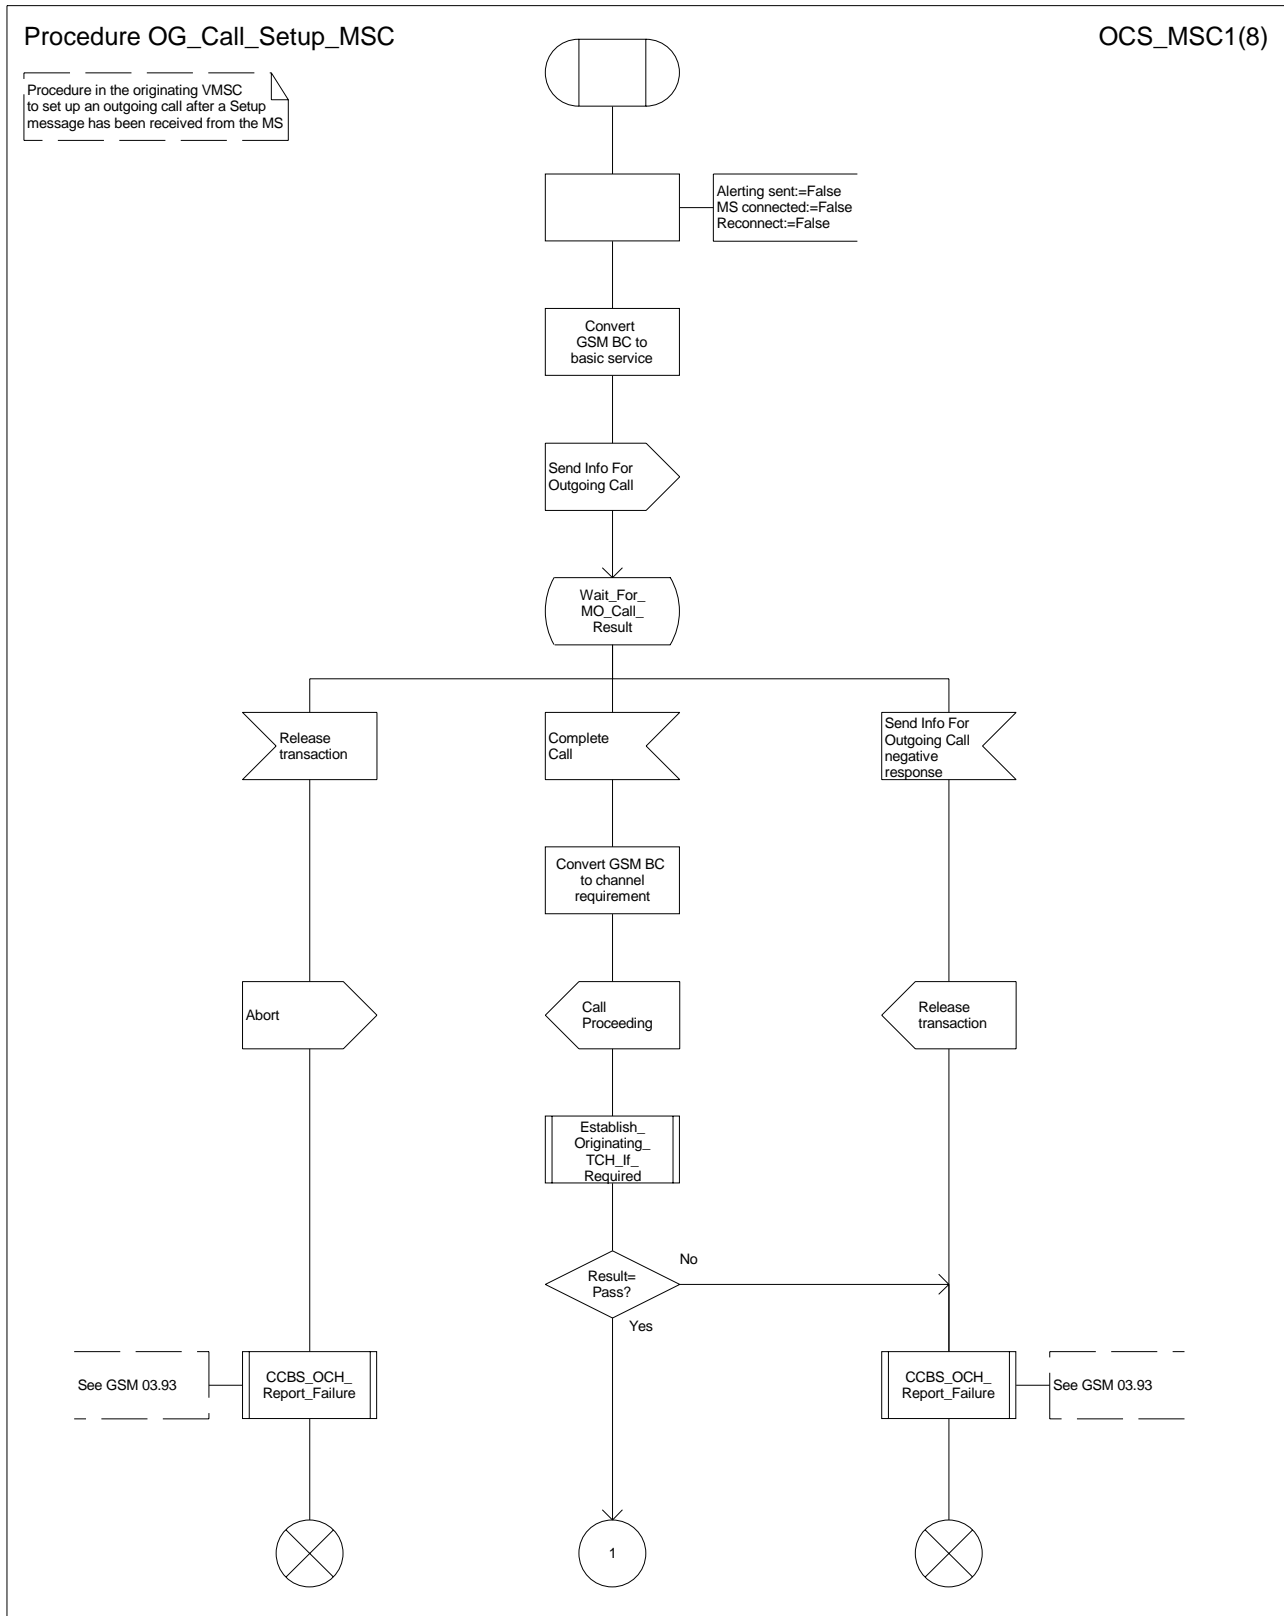 Procedure OG_Call_Setup_MSC
OCS_MSC1(8)
Procedure in the originating VMSC
to set up an outgoing call after a Setup
message has been received from the MS
Alerting sent:=False
MS connected:=False
Reconnect:=False
Convert
GSM BC to
basic service
Send Info For
Outgoing Call
Wait_For_
MO_Call_
Result
Release
transaction
Complete
Call
Send Info For
Outgoing Call
negative
response
Convert GSM BC
to channel
requirement
Abort
Call
Proceeding
Release
transaction
Establish_
Originating_
TCH_If_
Required
Result=
Pass?
No
Yes
See GSM 03.93
CCBS_OCH_
Report_Failure
CCBS_OCH_
Report_Failure
See GSM 03.93
1